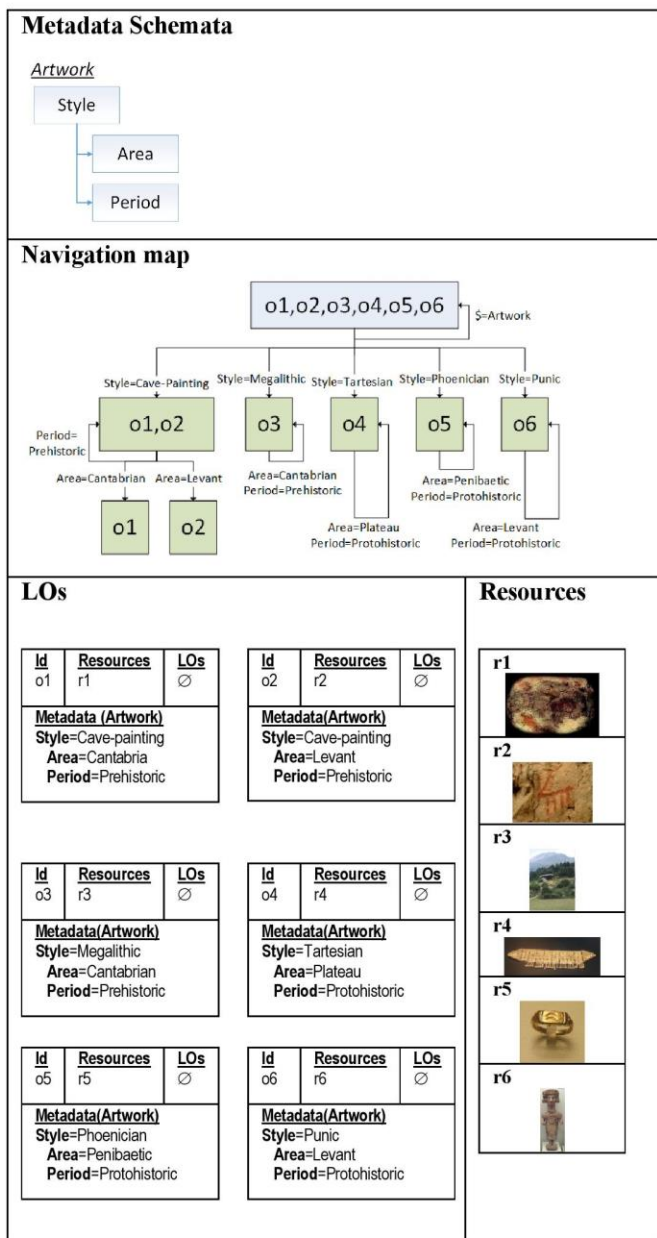 Metadata Schemata
Artwork
Style
Area
Period
Navigation map
o1,o2,o3,o4,o5,o6
$=Artwork
Style=Cave-Painting
Style=Megalithic
Style=Tartesian
Style=Phoenician
Style=Punic
Period=
Prehistoric
o1,o2
o3
o4
o5
o6
Area=Cantabrian
Area=Levant
Area=Cantabrian
Period=Prehistoric
Area=Penibaetic
Period=Protohistoric
o1
o2
Area=Plateau
Period=Protohistoric
Area=Levant
Period=Protohistoric
LOs
Id Resources LOs
o1 r1 ∅
Metadata (Artwork)
Style=Cave-painting
Area=Cantabria
Period=Prehistoric
Id Resources LOs
o2 r2 ∅
Metadata(Artwork)
Style=Cave-painting
Area=Levant
Period=Prehistoric
Id Resources LOs
o3 r3 ∅
Metadata(Artwork)
Style=Megalithic
Area=Cantabrian
Period=Prehistoric
Id Resources LOs
o4 r4 ∅
Metadata(Artwork)
Style=Tartesian
Area=Plateau
Period=Protohistoric
Id Resources LOs
o5 r5 ∅
Metadata(Artwork)
Style=Phoenician
Area=Penibaetic
Period=Protohistoric
Id Resources LOs
o6 r6 ∅
Metadata(Artwork)
Style=Punic
Area=Levant
Period=Protohistoric
Resources
r1
r2
r3
r4
r5
r6